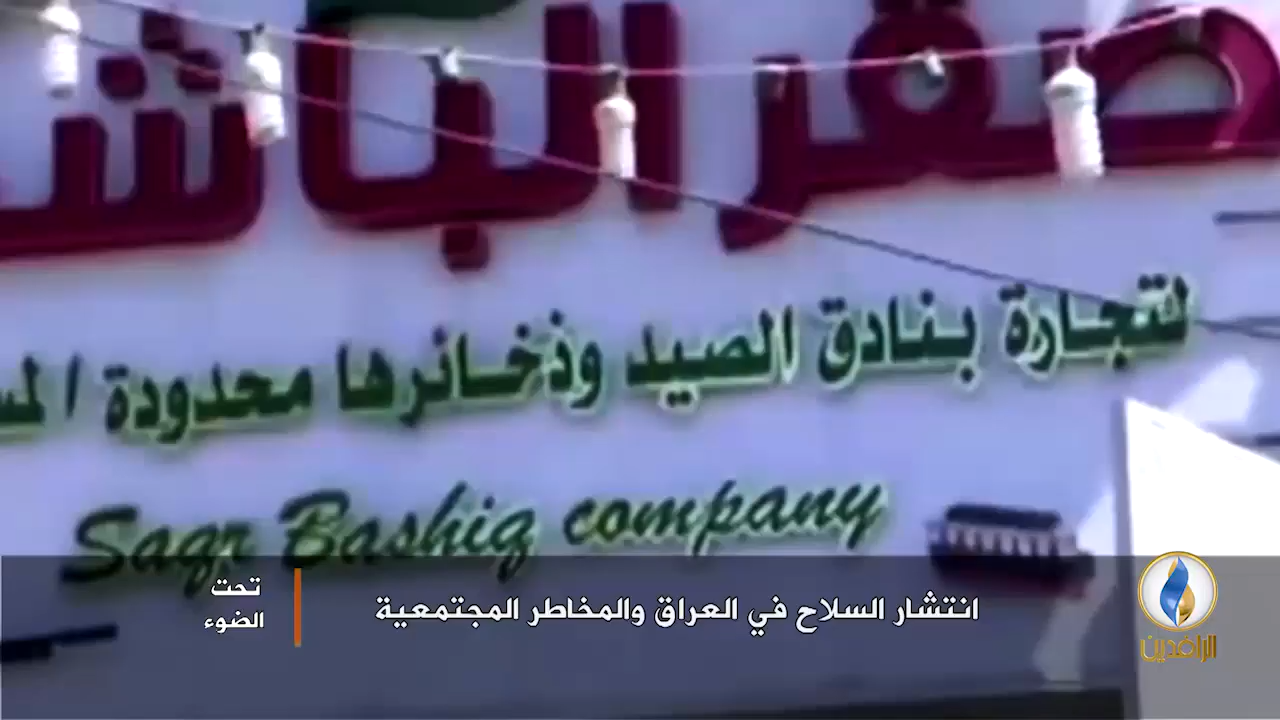 صقر الباش
لتجارة بنادق الصيد وذخائرها محدودة / المس
Saqr Bashiq company
انتشار السلاح في العراق والمخاطر المجتمعية
تحت
الضوء
الرافدين